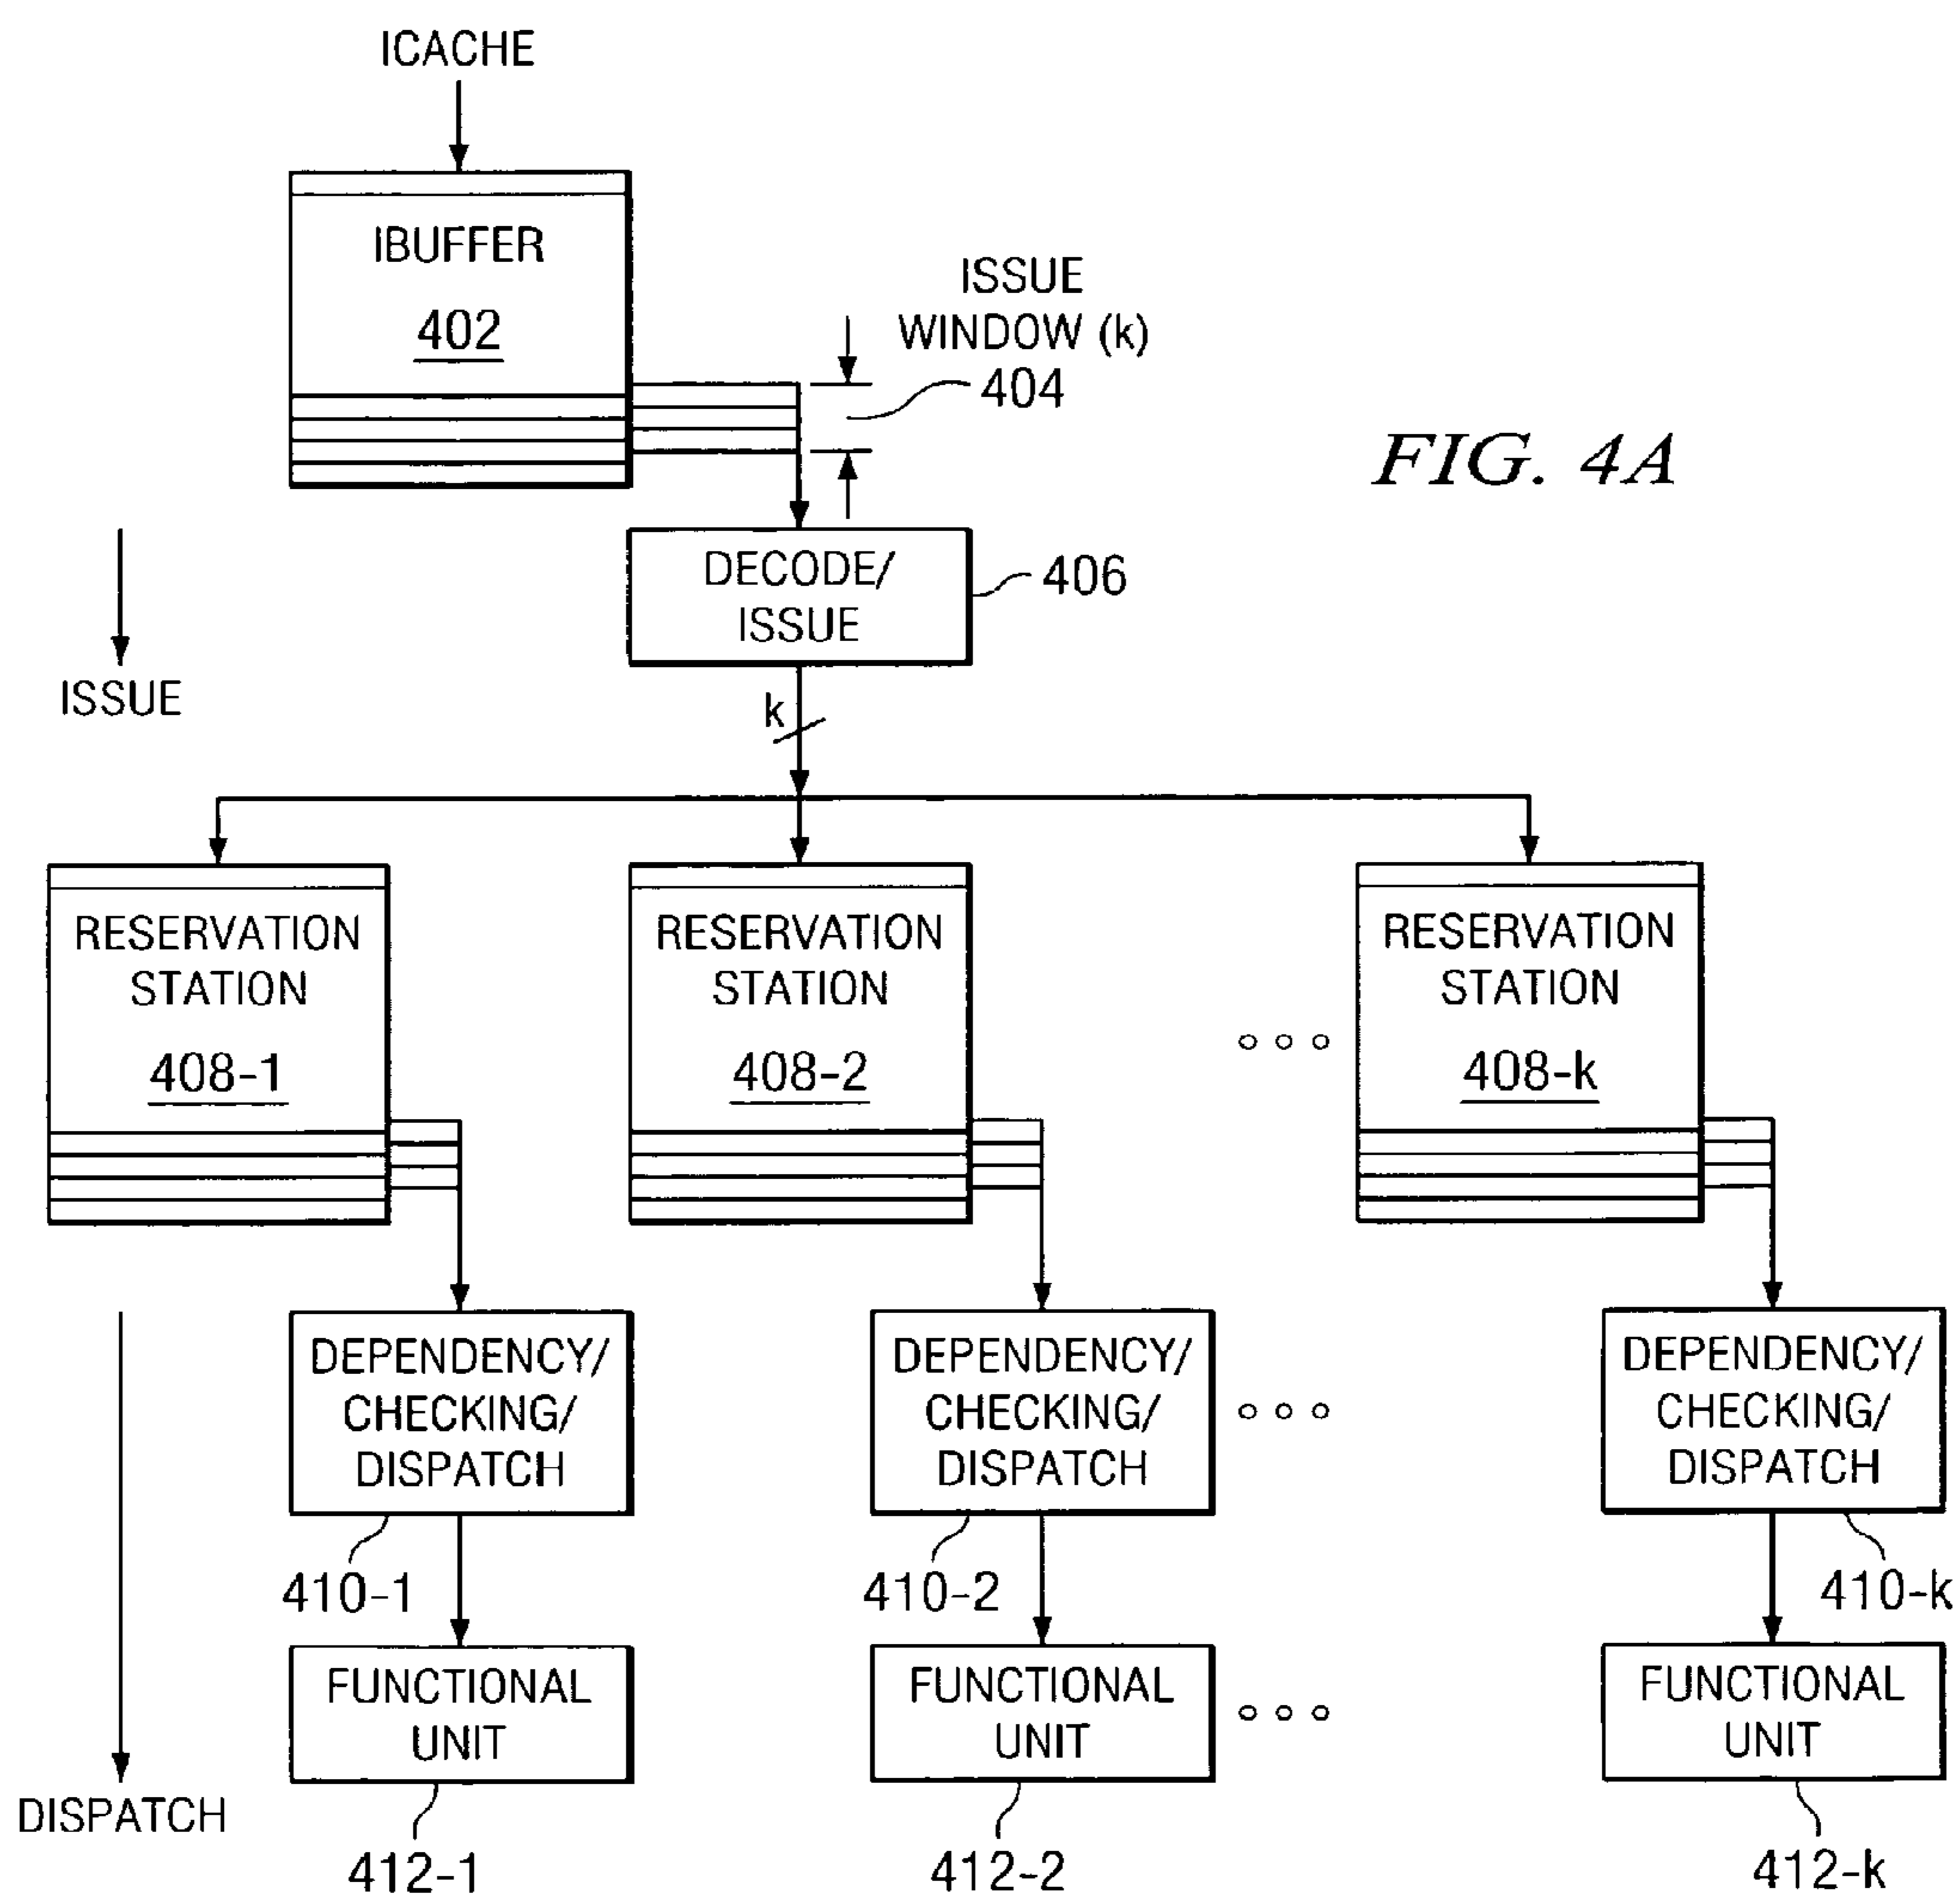 ICACHE
IBUFFER
402
ISSUE
WINDOW (k)
404
FIG. 4A
DECODE/
ISSUE
406
ISSUE
k
RESERVATION
STATION
408-1
RESERVATION
STATION
408-2
RESERVATION
STATION
408-k
DEPENDENCY/
CHECKING/
DISPATCH
410-1
DEPENDENCY/
CHECKING/
DISPATCH
410-2
DEPENDENCY/
CHECKING/
DISPATCH
410-k
FUNCTIONAL
UNIT
412-1
FUNCTIONAL
UNIT
412-2
FUNCTIONAL
UNIT
412-k
DISPATCH